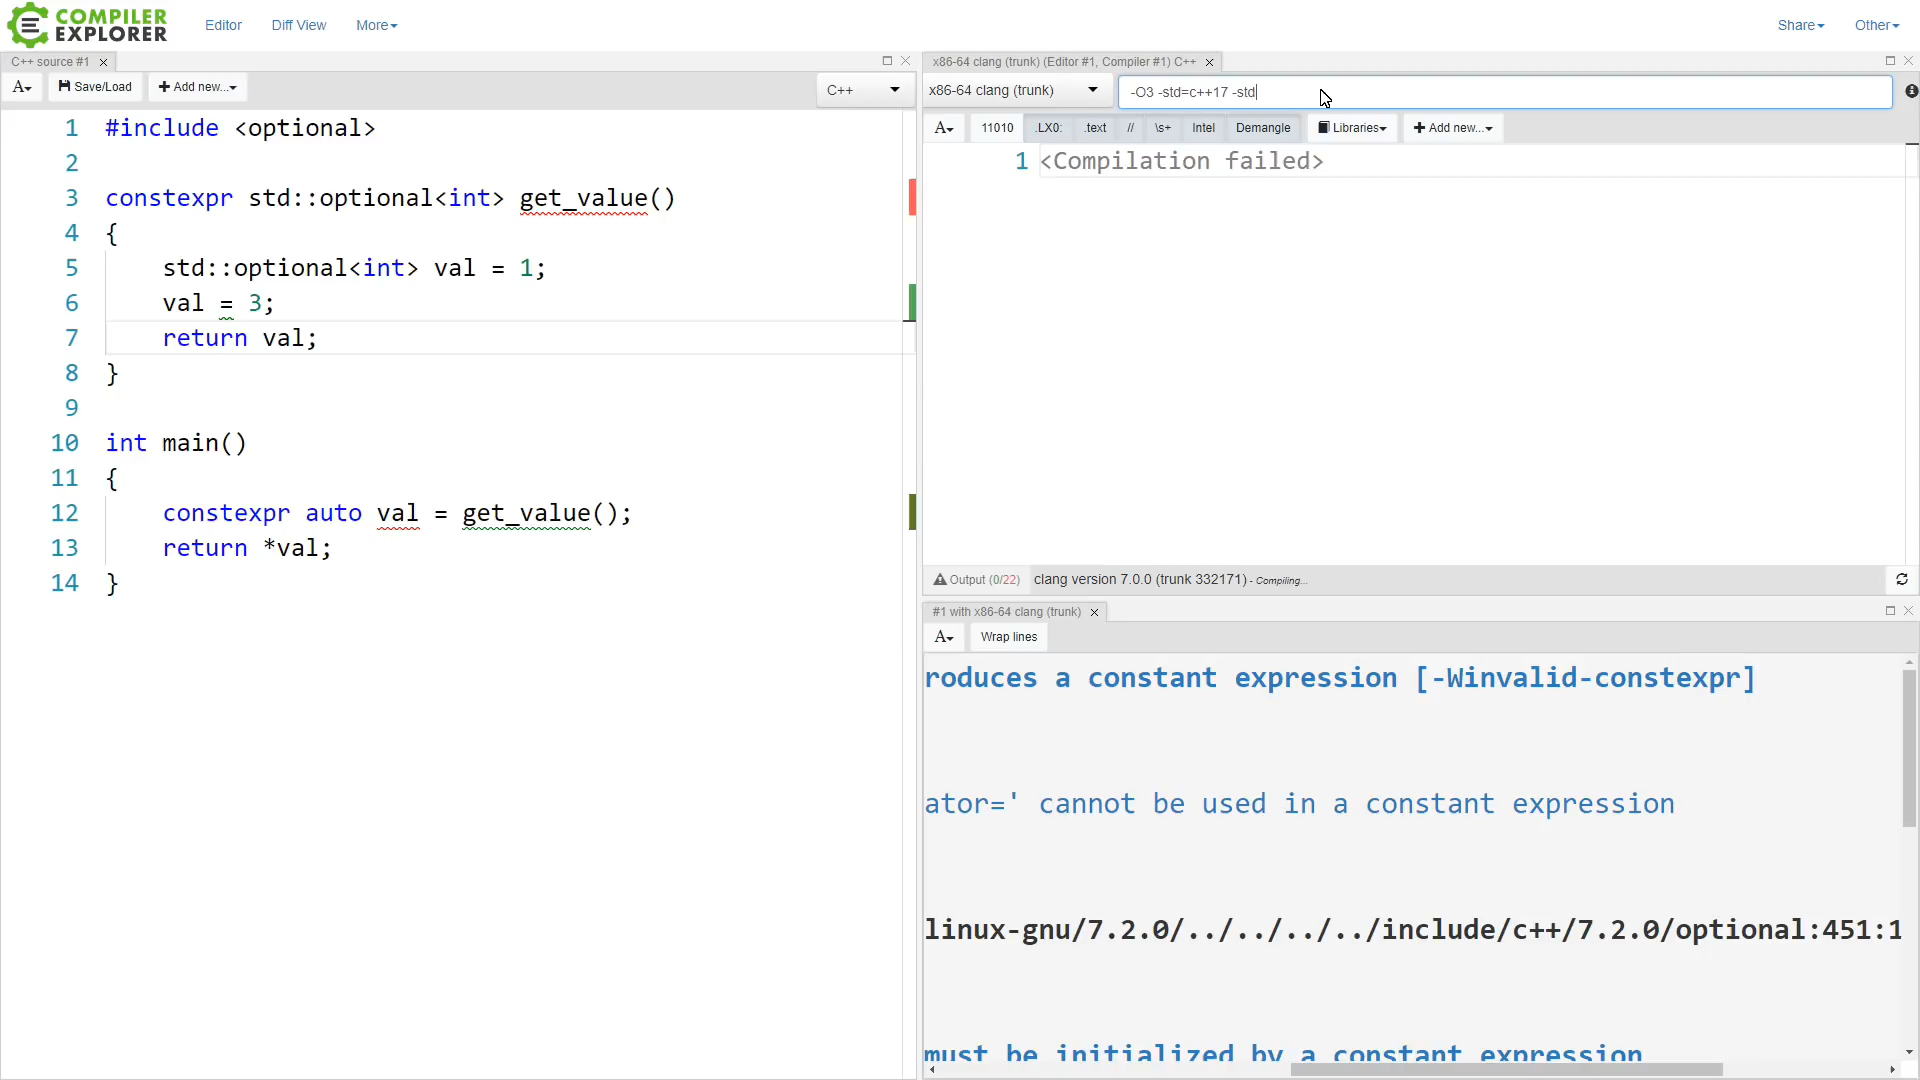 COMPILER
EXPLORER
Editor
Diff View
More
Share
Other
C++ source #1
A
Save/Load
Add new...
C++
1 #include <optional>
2
3 constexpr std::optional<int> get_value()
4 {
5 std::optional<int> val = 1;
6 val = 3;
7 return val;
8 }
9
10 int main()
11 {
12 constexpr auto val = get_value();
13 return *val;
14 }
x86-64 clang (trunk) (Editor #1, Compiler #1) C++
x86-64 clang (trunk)
-O3 -std=c++17 -std
A
11010
.LX0:
.text
//
\s+
Intel
Demangle
Libraries
Add new...
1 <Compilation failed>
Output (0/22)
clang version 7.0.0 (trunk 332171) - Compiling...
#1 with x86-64 clang (trunk)
A
Wrap lines
roduces a constant expression [-Winvalid-constexpr]
ator=' cannot be used in a constant expression
linux-gnu/7.2.0/../../../../include/c++/7.2.0/optional:451:1
must be initialized by a constant expression